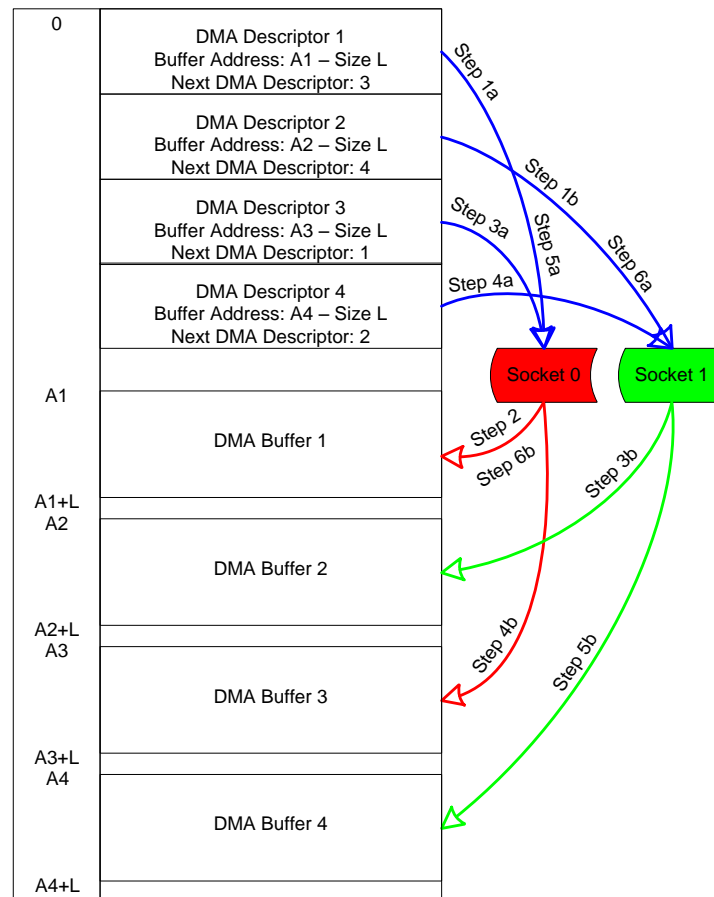 0
DMA Descriptor 1
Buffer Address: A1 – Size L
Next DMA Descriptor: 3
DMA Descriptor 2
Buffer Address: A2 – Size L
Next DMA Descriptor: 4
DMA Descriptor 3
Buffer Address: A3 – Size L
Next DMA Descriptor: 1
DMA Descriptor 4
Buffer Address: A4 – Size L
Next DMA Descriptor: 2
Step 1a
Step 1b
Step 3a
Step 5a
Step 6a
Step 4a
Socket 0
Socket 1
A1
DMA Buffer 1
Step 2
Step 6b
Step 3b
A1+L
A2
DMA Buffer 2
A2+L
A3
Step 4b
Step 5b
DMA Buffer 3
A3+L
A4
DMA Buffer 4
A4+L